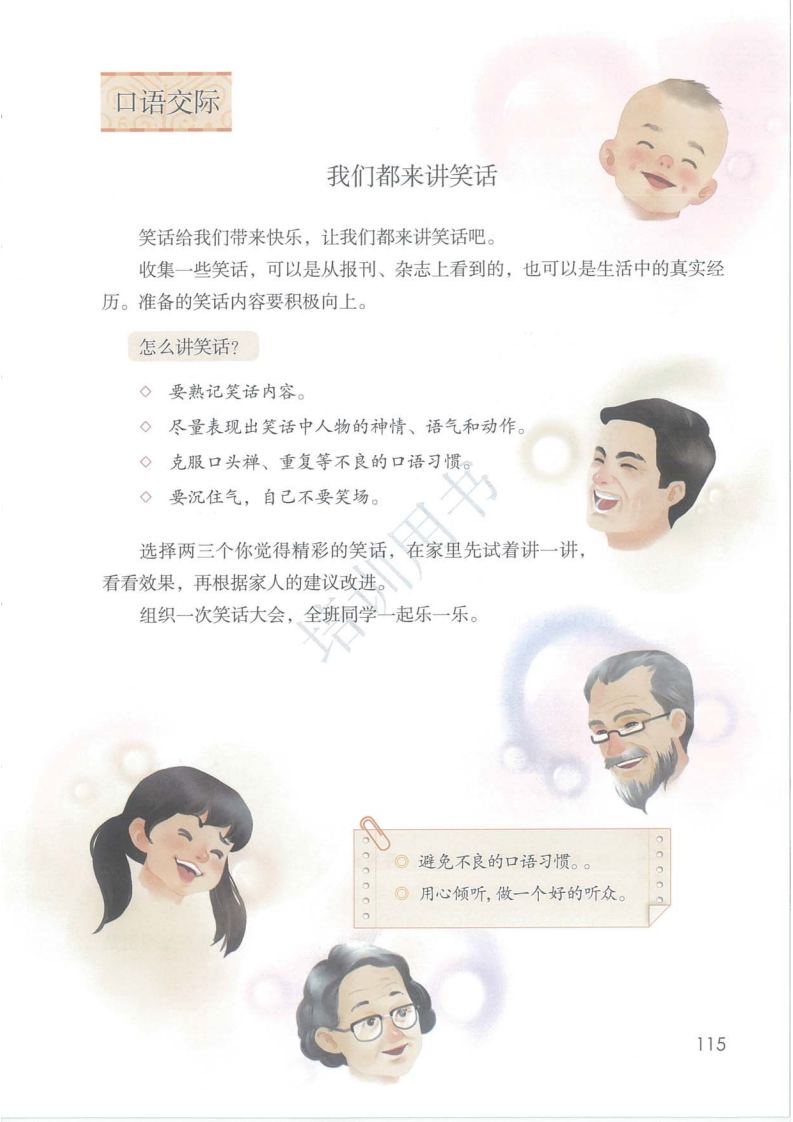 口语交际
我们都来讲笑话
笑话给我们带来快乐，让我们都来讲笑话吧。
收集一些笑话，可以是从报刊、杂志上看到的，也可以是生活中的真实经
历。准备的笑话内容要积极向上。
怎么讲笑话？
◇ 要熟记笑话内容。
◇ 尽量表现出笑话中人物的神情、语气和动作。
◇ 克服口头禅、重复等不良的口语习惯。
◇ 要沉住气，自己不要笑场。
选择两三个你觉得精彩的笑话，在家里先试着讲一讲，
看看效果，再根据家人的建议改进。
组织一次笑话大会，全班同学一起乐一乐。
培训用书
◎ 避免不良的口语习惯。。
◎ 用心倾听，做一个好的听众。
115